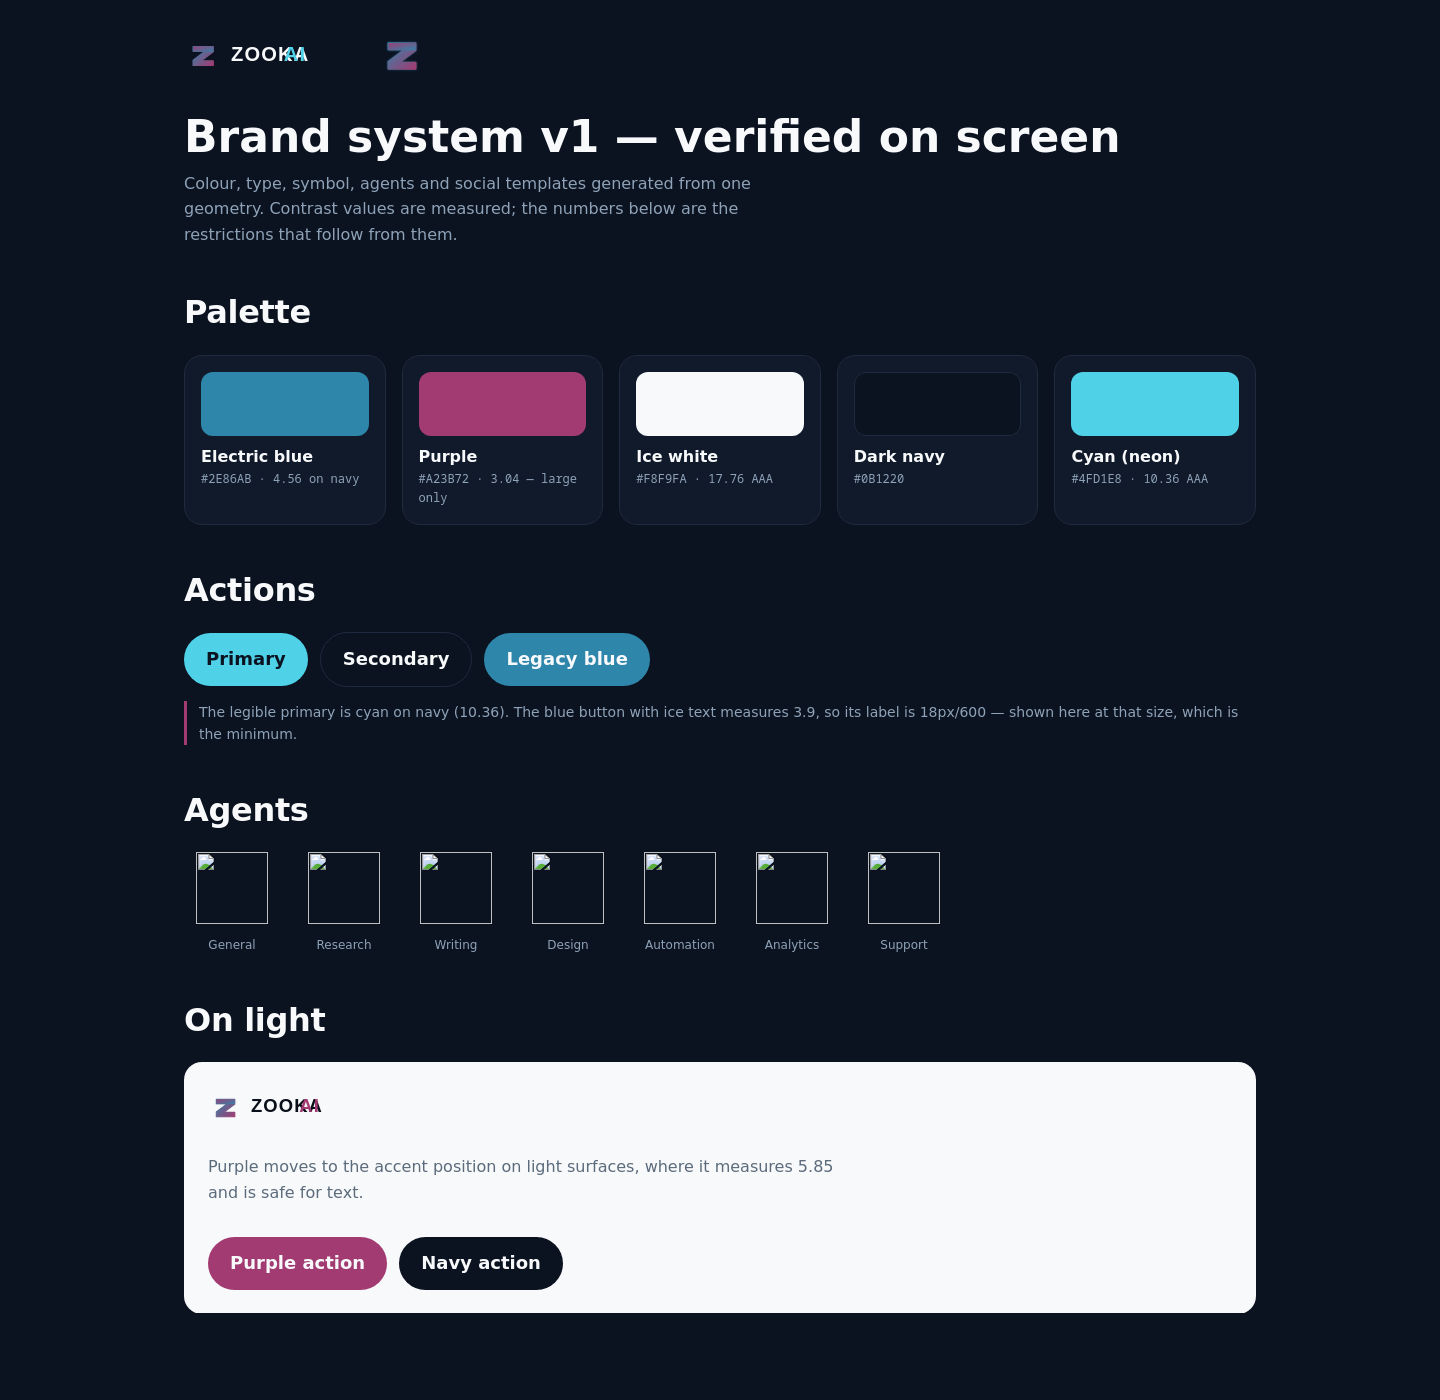 ZOOKA AI
Brand system v1 — verified on screen
Colour, type, symbol, agents and social templates generated from one
geometry. Contrast values are measured; the numbers below are the
restrictions that follow from them.
Palette
Electric blue
#2E86AB · 4.56 on navy
Purple
#A23B72 · 3.04 — large
only
Ice white
#F8F9FA · 17.76 AAA
Dark navy
#0B1220
Cyan (neon)
#4FD1E8 · 10.36 AAA
Actions
Primary Secondary Legacy blue
The legible primary is cyan on navy (10.36). The blue button with ice text measures 3.9, so its label is 18px/600 — shown here at that size, which is
the minimum.
Agents
General Research Writing Design Automation Analytics Support
On light
ZOOKA AI
Purple moves to the accent position on light surfaces, where it measures 5.85
and is safe for text.
Purple action Navy action